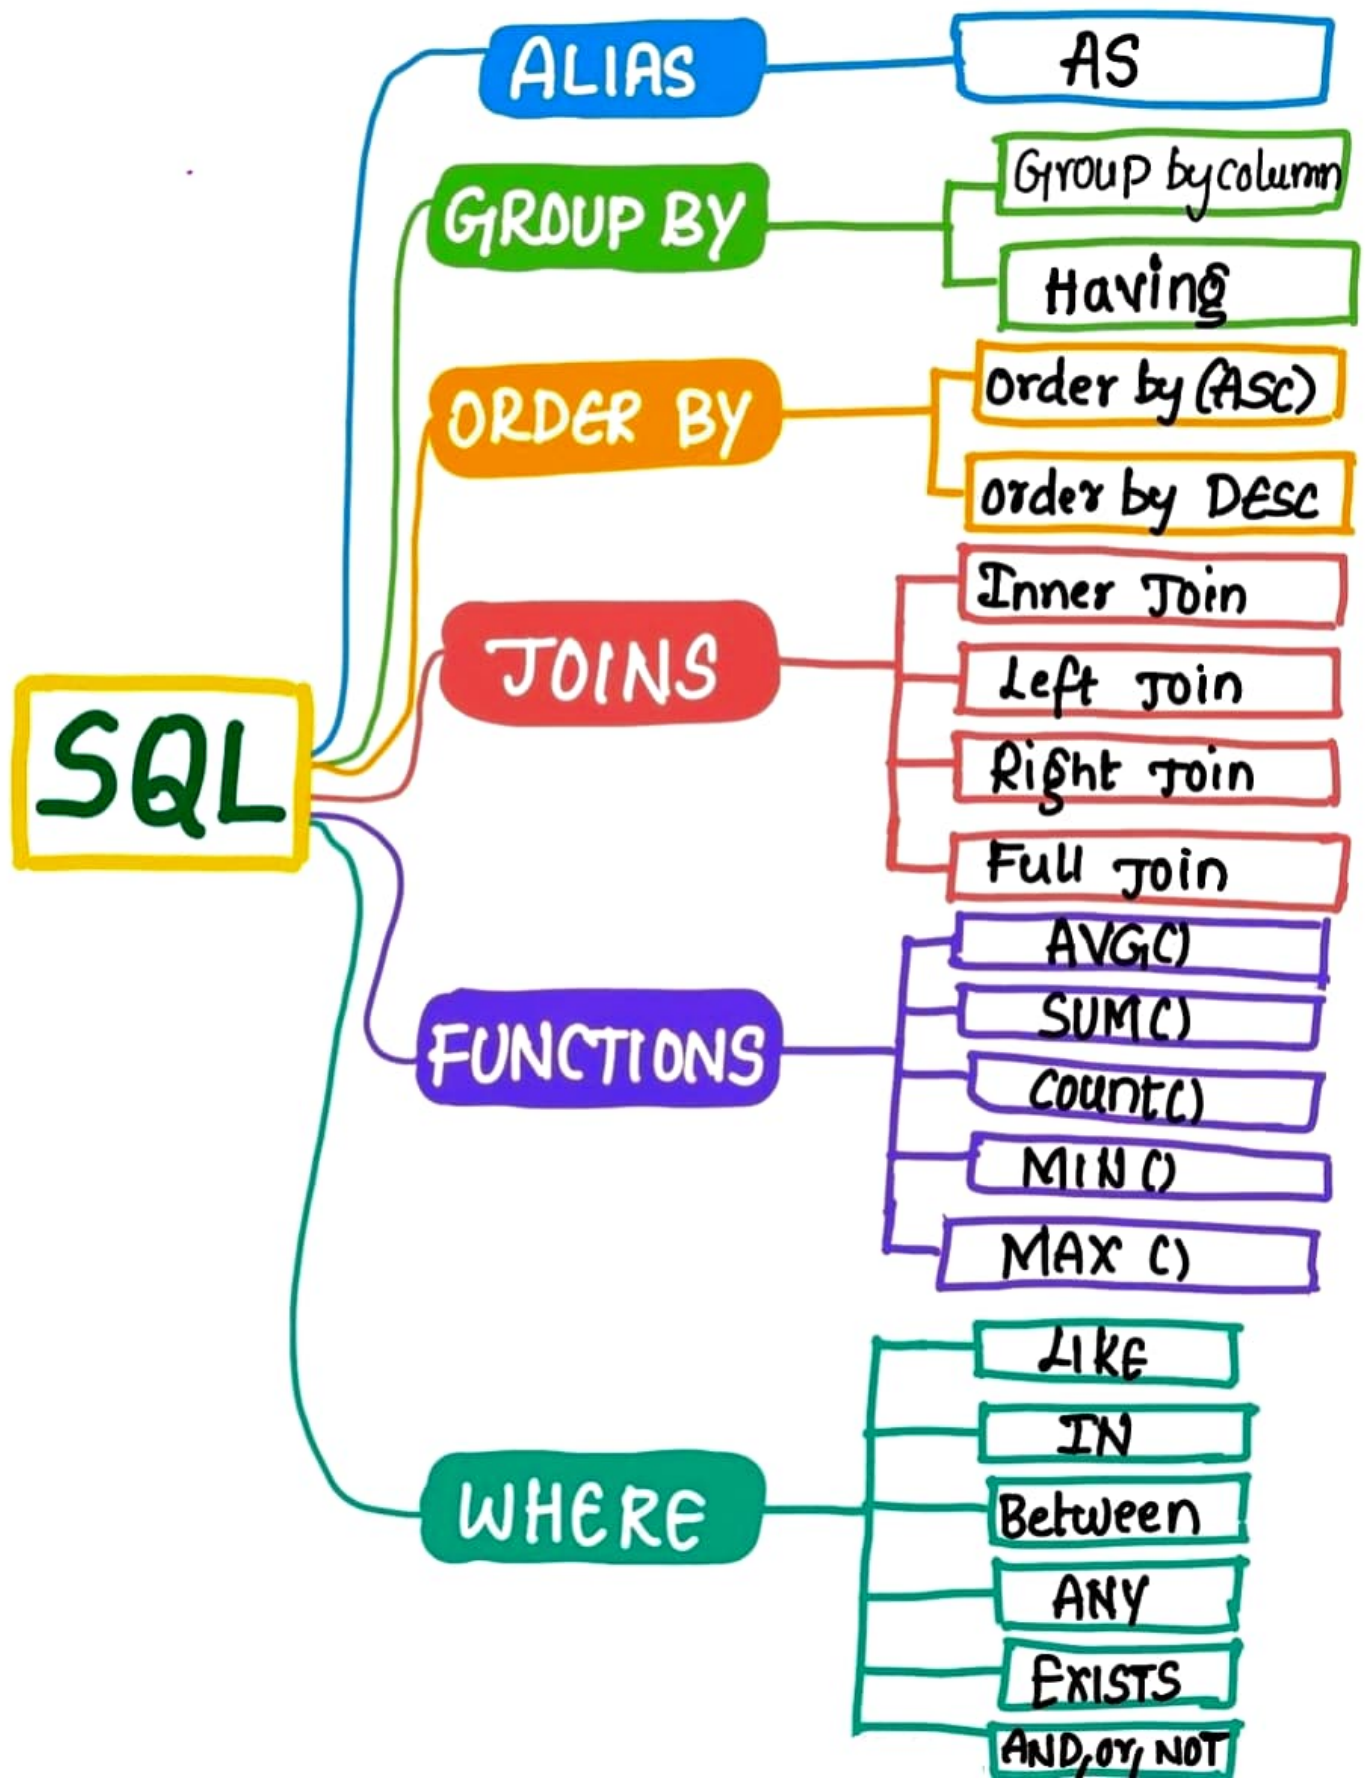 SQL
ALIAS
AS
GROUP BY
Group by column
Having
ORDER BY
Order by (ASC)
Order by DESC
JOINS
Inner Join
Left Join
Right Join
Full Join
FUNCTIONS
AVG()
SUM()
Count()
MIN()
MAX ()
WHERE
LIKE
IN
Between
ANY
EXISTS
AND, Or, NOT